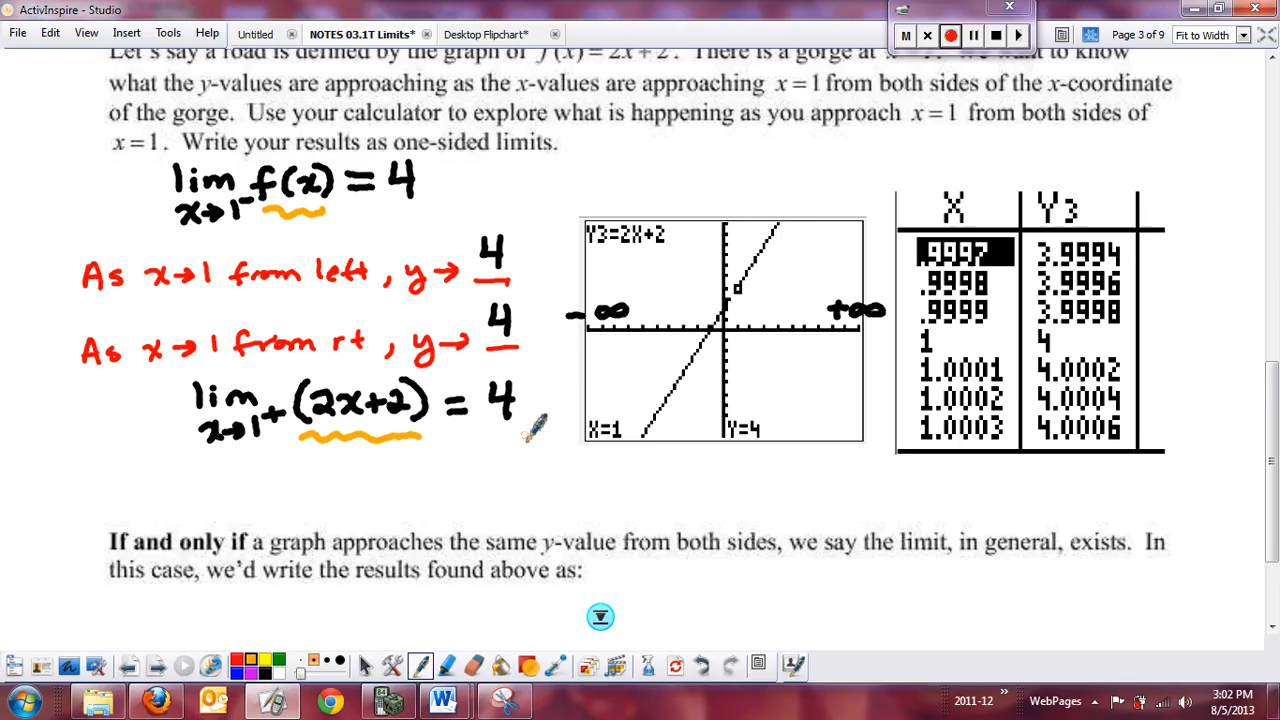 ActivInspire - Studio
File Edit View Insert Tools Help
Untitled
NOTES 03.1T Limits*
Desktop Flipchart*
M
Page 3 of 9
Fit to Width
Let's say a road is defined by the graph of f(x) = 2x + 2. There is a gorge at
what the y-values are approaching as the x-values are approaching x = 1 from both sides of the x-coordinate
of the gorge. Use your calculator to explore what is happening as you approach x = 1 from both sides of
x = 1. Write your results as one-sided limits.
lim f(x) = 4
x→1⁻
As x→1 from left, y→ 4
As x→1 from rt, y→ 4
lim (2x+2) = 4
x→1⁺
Y3=2X+2
-∞
+∞
X=1 Y=4
X Y3
.9997 3.9994
.9998 3.9996
.9999 3.9998
1 4
1.0001 4.0002
1.0002 4.0004
1.0003 4.0006
If and only if a graph approaches the same y-value from both sides, we say the limit, in general, exists. In
this case, we'd write the results found above as:
2011-12 » WebPages
3:02 PM
8/5/2013